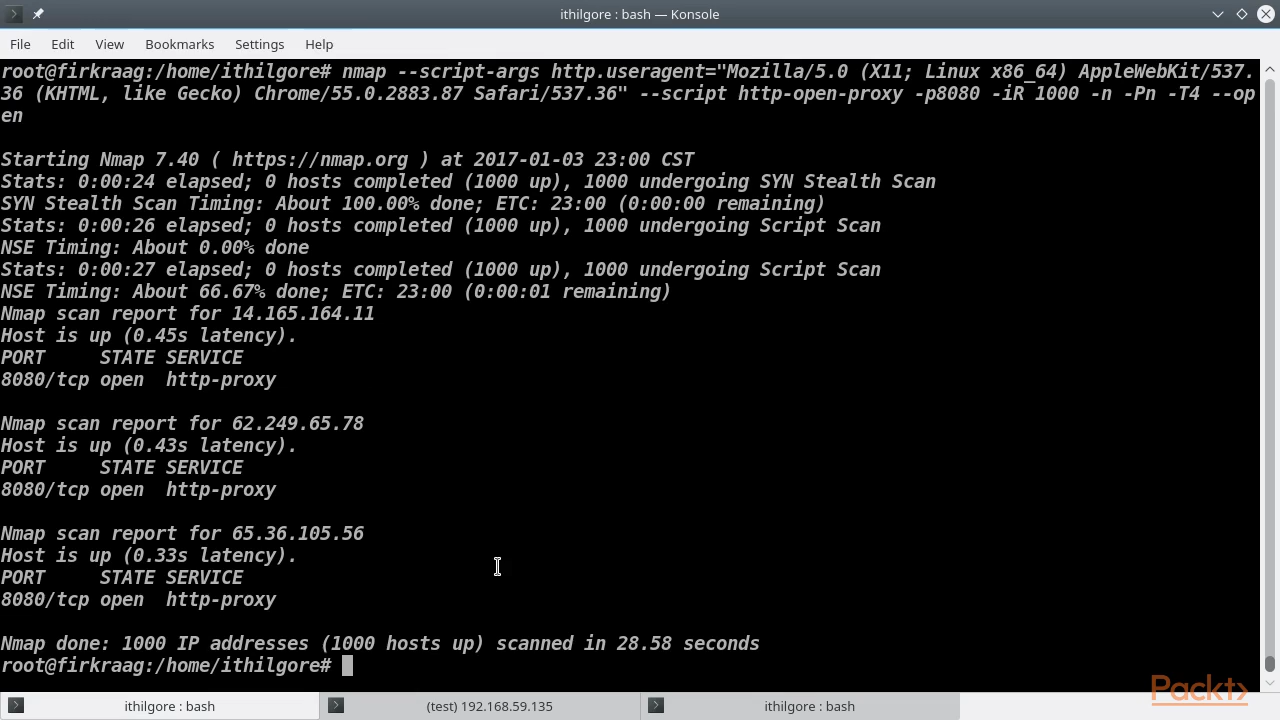 ithilgore : bash — Konsole
File Edit View Bookmarks Settings Help
root@firkraag:/home/ithilgore# nmap --script-args http.useragent="Mozilla/5.0 (X11; Linux x86_64) AppleWebKit/537.
36 (KHTML, like Gecko) Chrome/55.0.2883.87 Safari/537.36" --script http-open-proxy -p8080 -iR 1000 -n -Pn -T4 --op
en
Starting Nmap 7.40 ( https://nmap.org ) at 2017-01-03 23:00 CST
Stats: 0:00:24 elapsed; 0 hosts completed (1000 up), 1000 undergoing SYN Stealth Scan
SYN Stealth Scan Timing: About 100.00% done; ETC: 23:00 (0:00:00 remaining)
Stats: 0:00:26 elapsed; 0 hosts completed (1000 up), 1000 undergoing Script Scan
NSE Timing: About 0.00% done
Stats: 0:00:27 elapsed; 0 hosts completed (1000 up), 1000 undergoing Script Scan
NSE Timing: About 66.67% done; ETC: 23:00 (0:00:01 remaining)
Nmap scan report for 14.165.164.11
Host is up (0.45s latency).
PORT     STATE SERVICE
8080/tcp open  http-proxy
Nmap scan report for 62.249.65.78
Host is up (0.43s latency).
PORT     STATE SERVICE
8080/tcp open  http-proxy
Nmap scan report for 65.36.105.56
Host is up (0.33s latency).
PORT     STATE SERVICE
8080/tcp open  http-proxy
Nmap done: 1000 IP addresses (1000 hosts up) scanned in 28.58 seconds
root@firkraag:/home/ithilgore#
Packt>
ithilgore : bash (test) 192.168.52.135 ithilgore : bash